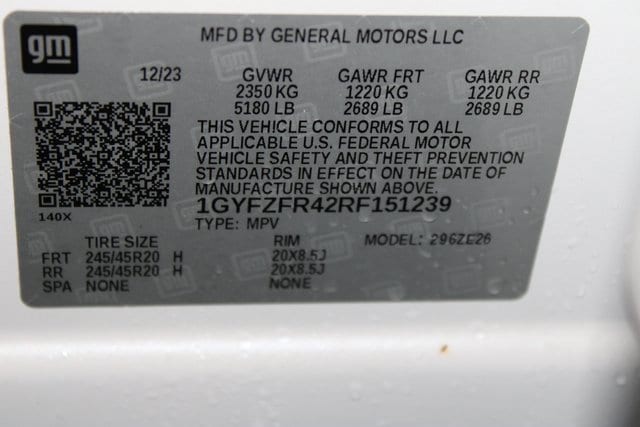 gm
MFD BY GENERAL MOTORS LLC
12/23 GVWR GAWR FRT GAWR RR
2350 KG 1220 KG 1220 KG
5180 LB 2689 LB 2689 LB
THIS VEHICLE CONFORMS TO ALL
APPLICABLE U.S. FEDERAL MOTOR
VEHICLE SAFETY AND THEFT PREVENTION
STANDARDS IN EFFECT ON THE DATE OF
MANUFACTURE SHOWN ABOVE.
140X
1GYFZFR42RF151239
TYPE: MPV MODEL: 296ZE26
TIRE SIZE RIM
FRT 245/45R20 H 20X8.5J
RR 245/45R20 H 20X8.5J
SPA NONE NONE